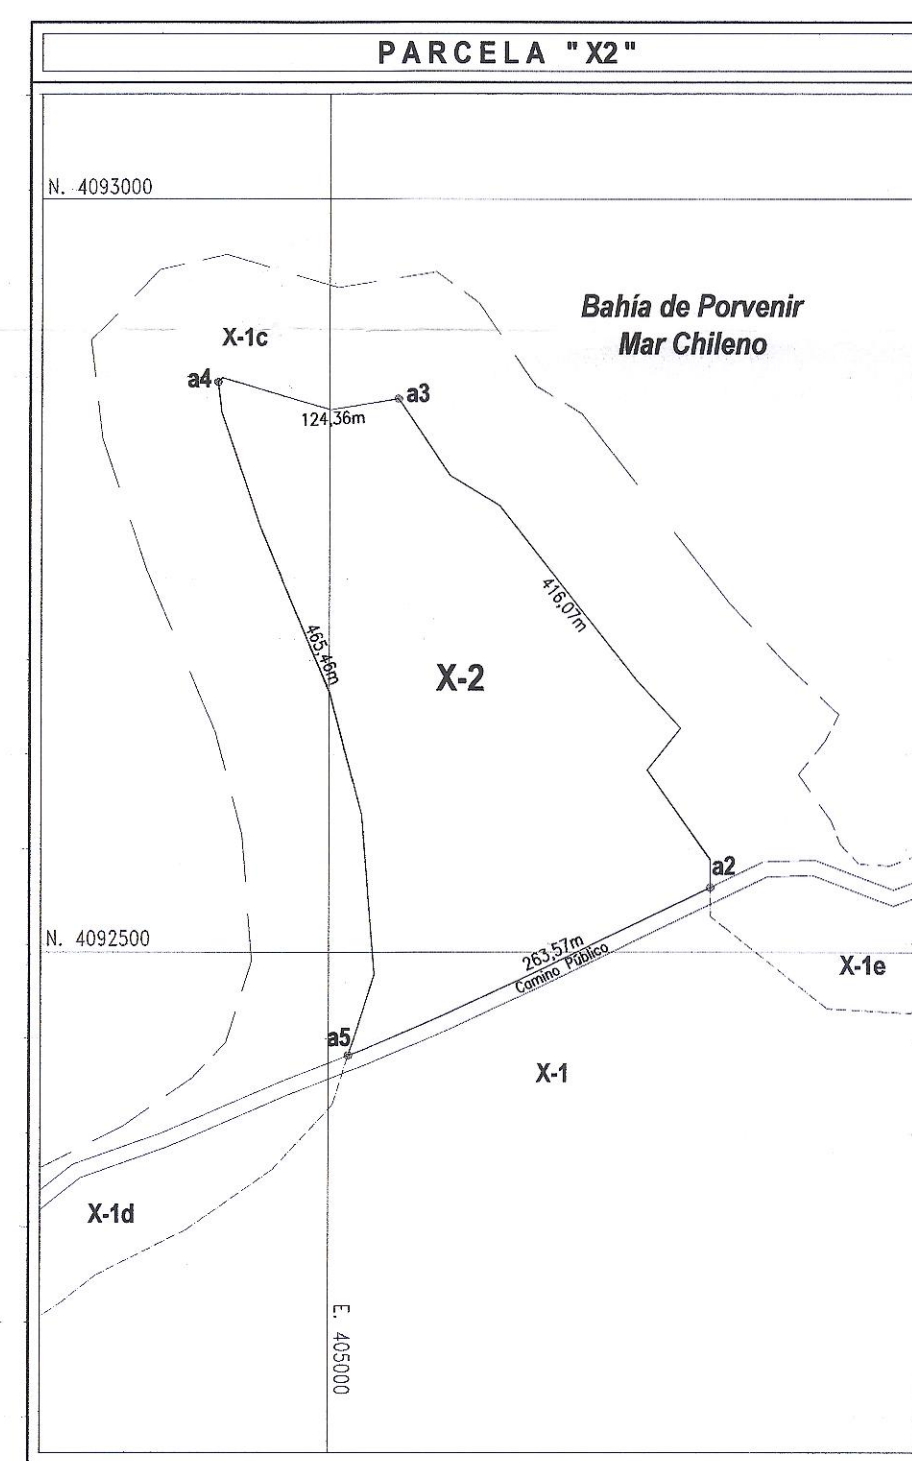 PARCELA "X2"
N. 4093000
Bahía de Porvenir
Mar Chileno
X-1c
a4
a3
124,36m
416,07m
465,46m
X-2
a2
N. 4092500
263,57m
Camino Público
X-1e
a5
X-1
X-1d
E. 405000